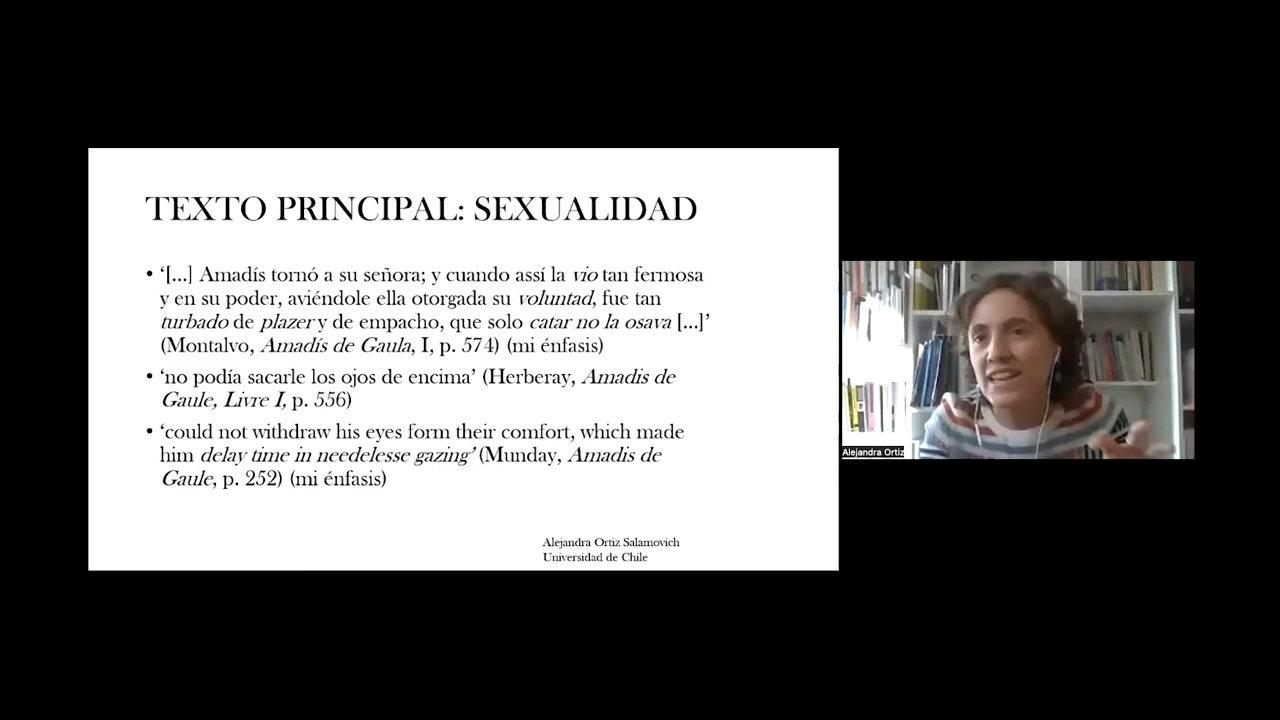 TEXTO PRINCIPAL: SEXUALIDAD
• ‘[...] Amadís tornó a su señora; y cuando assí la vio tan fermosa
y en su poder, aviéndole ella otorgada su voluntad, fue tan
turbado de plazer y de empacho, que solo catar no la osava [...]’
(Montalvo, Amadís de Gaula, I, p. 574) (mi énfasis)
• ‘no podía sacarle los ojos de encima’ (Herberay, Amadis de
Gaule, Livre I, p. 556)
• ‘could not withdraw his eyes form their comfort, which made
him delay time in needelesse gazing’ (Munday, Amadis de
Gaule, p. 252) (mi énfasis)
Alejandra Ortiz Salamovich
Universidad de Chile
Alejandra Ortiz